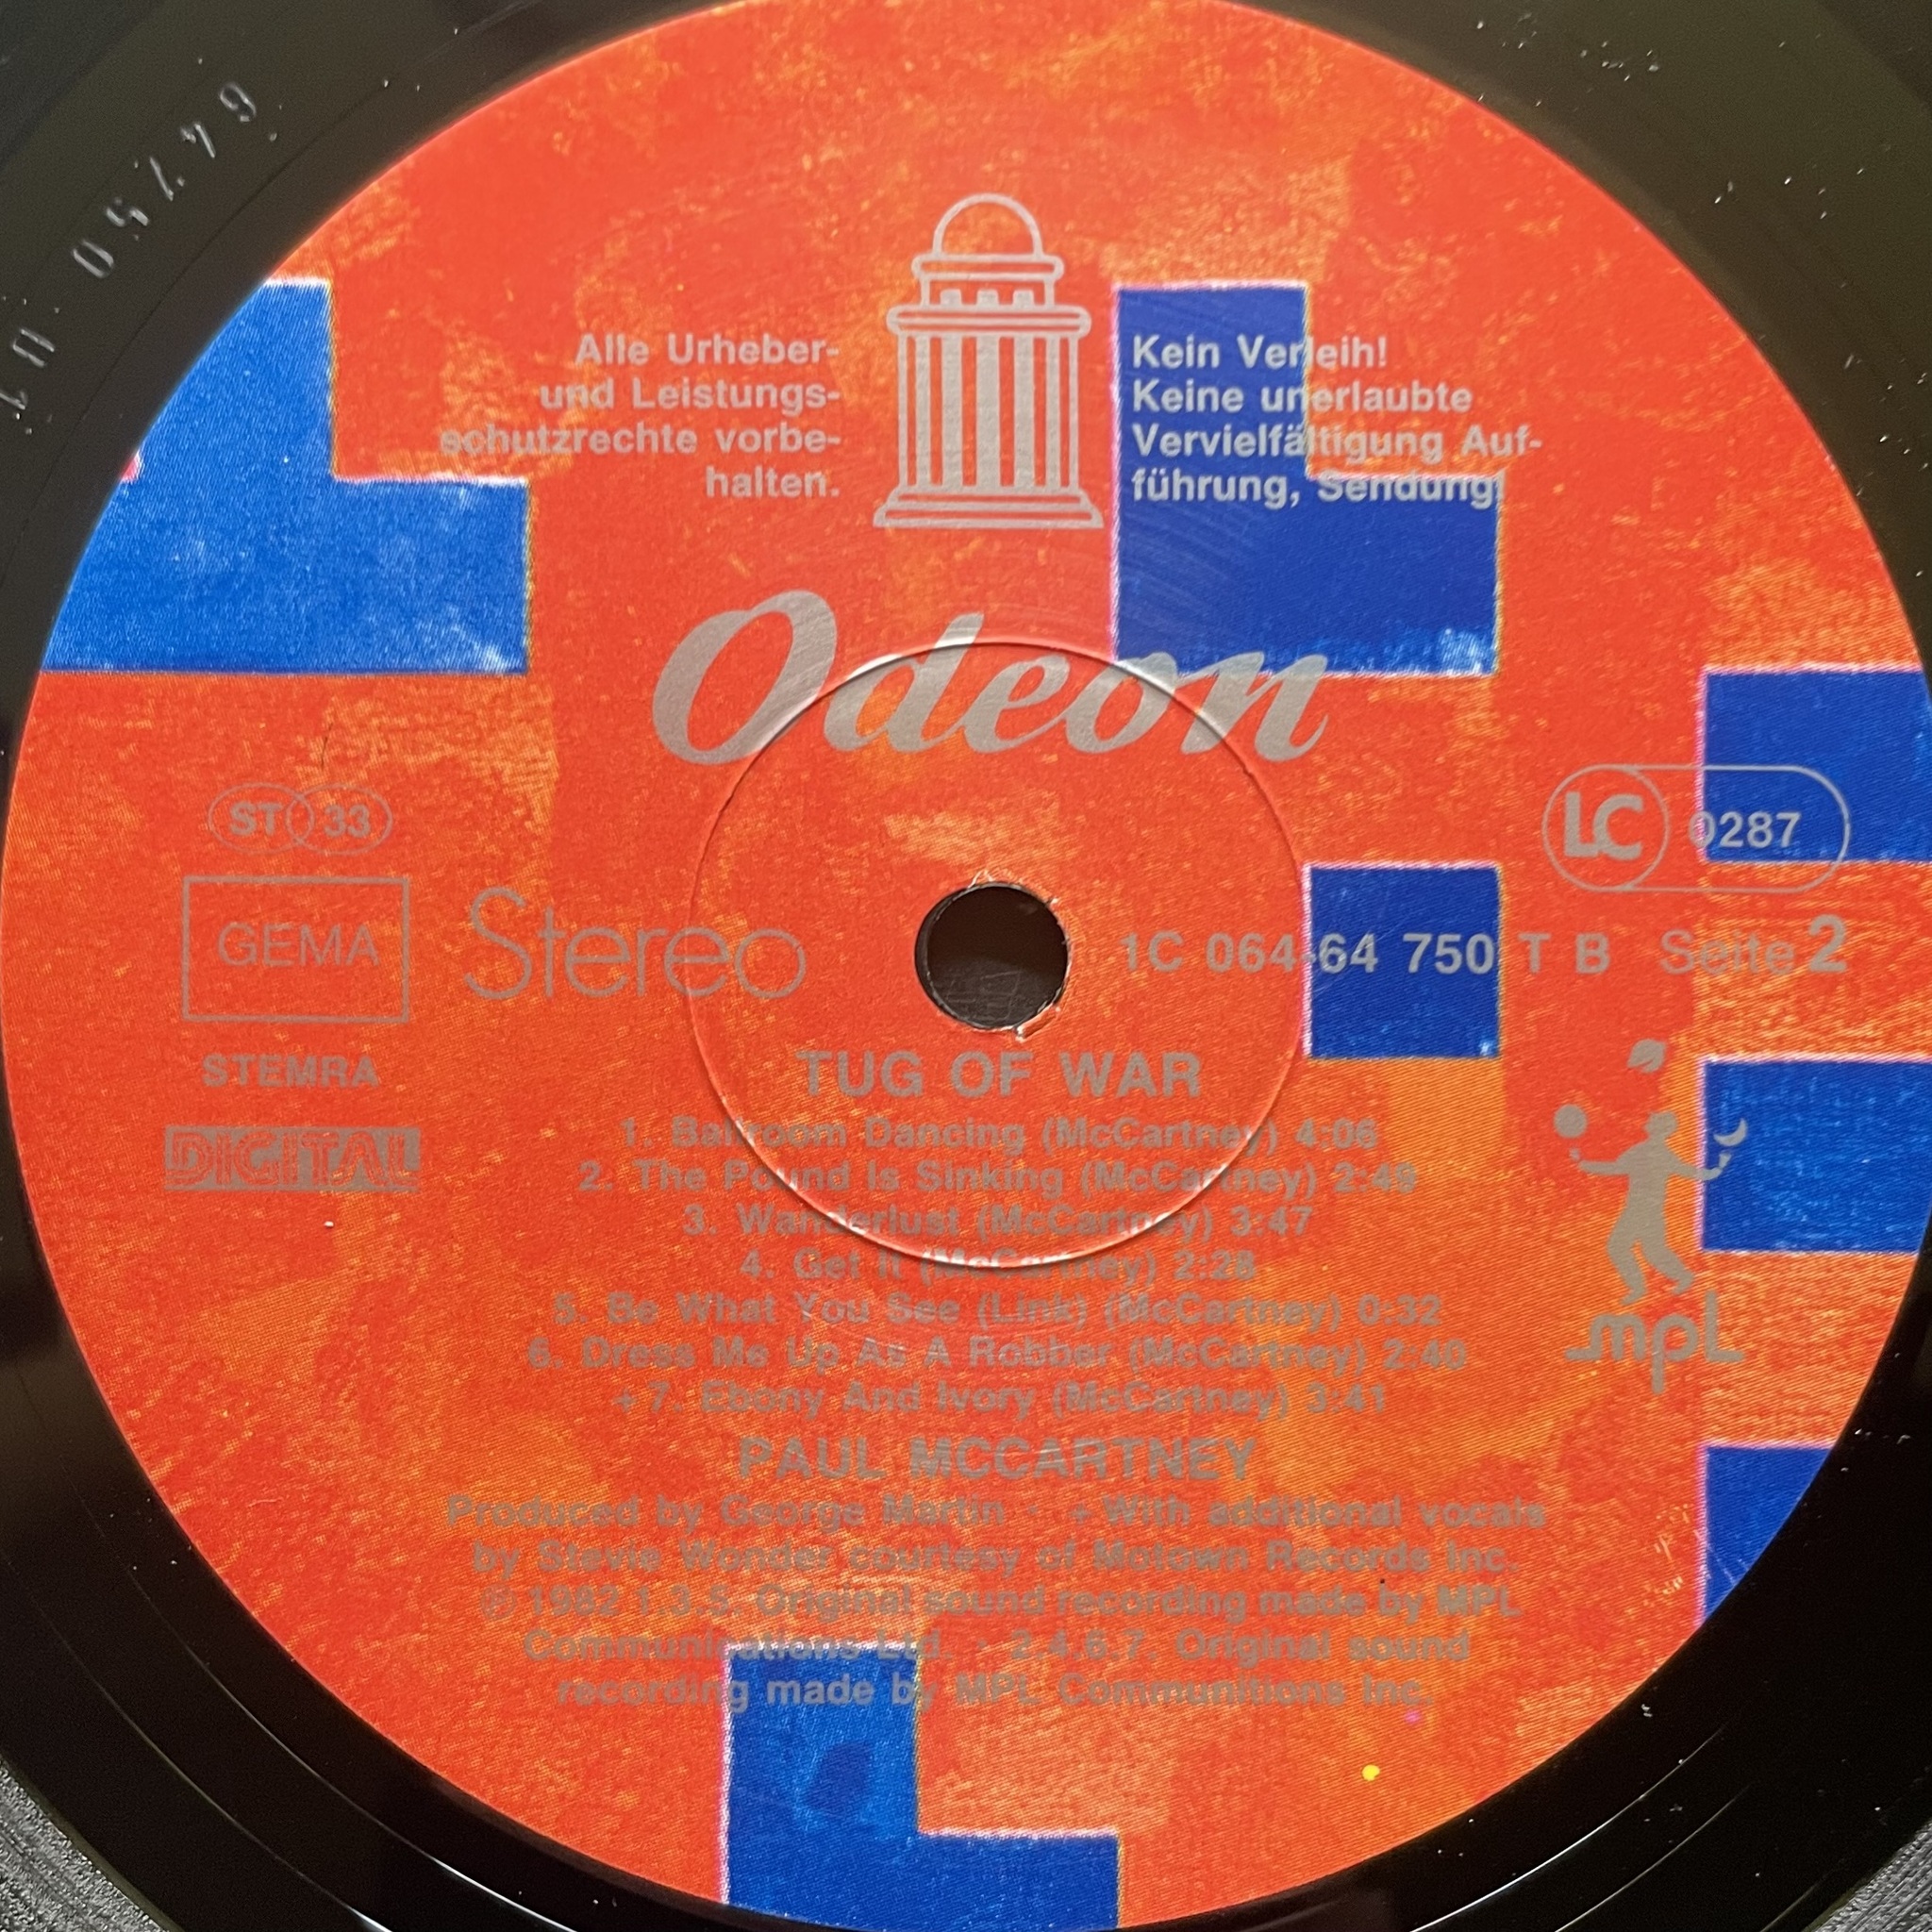 64750
Alle Urheber-
und Leistungs-
schutzrechte vorbe-
halten.
Kein Verleih!
Keine unerlaubte
Vervielfältigung Auf-
führung, Sendung!
Odeon
ST 33
LC 0287
GEMA
Stereo
1C 064-64 750 T B Seite 2
STEMRA
DIGITAL
mpl
TUG OF WAR
1. Ballroom Dancing (McCartney) 4:06
2. The Pound Is Sinking (McCartney) 2:49
3. Wanderlust (McCartney) 3:47
4. Get It (McCartney) 2:28
5. Be What You See (Link) (McCartney) 0:32
6. Dress Me Up As A Robber (McCartney) 2:40
+7. Ebony And Ivory (McCartney) 3:41
PAUL MCCARTNEY
Produced by George Martin · +With additional vocals
by Stevie Wonder courtesy of Motown Records Inc.
℗ 1982 1.3.5. Original sound recording made by MPL
Communications Ltd. · 2.4.6.7. Original sound
recording made by MPL Communitions Inc.